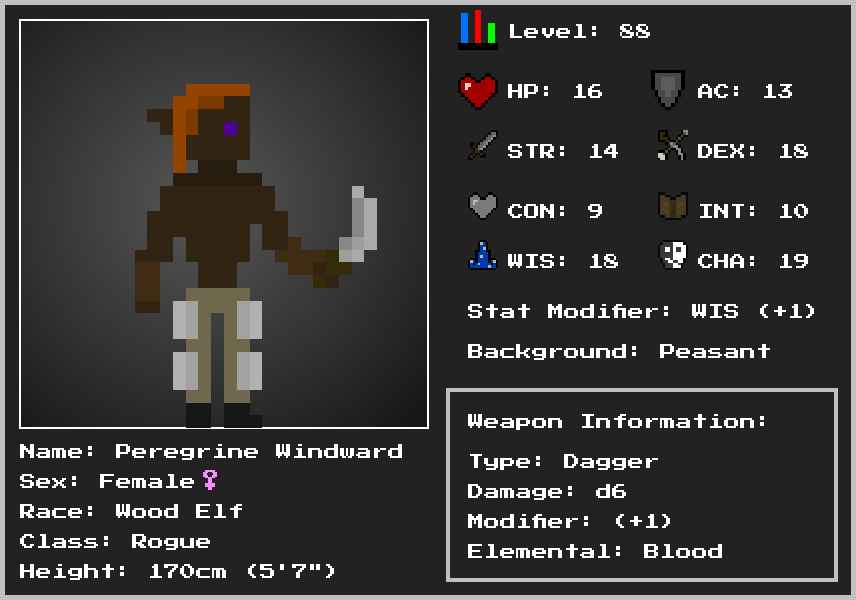 Level: 88
HP: 16 AC: 13
STR: 14 DEX: 18
CON: 9 INT: 10
WIS: 18 CHA: 19
Stat Modifier: WIS (+1)
Background: Peasant
Weapon Information:
Type: Dagger
Damage: d6
Modifier: (+1)
Elemental: Blood
Name: Peregrine Windward
Sex: Female♀
Race: Wood Elf
Class: Rogue
Height: 170cm (5'7")